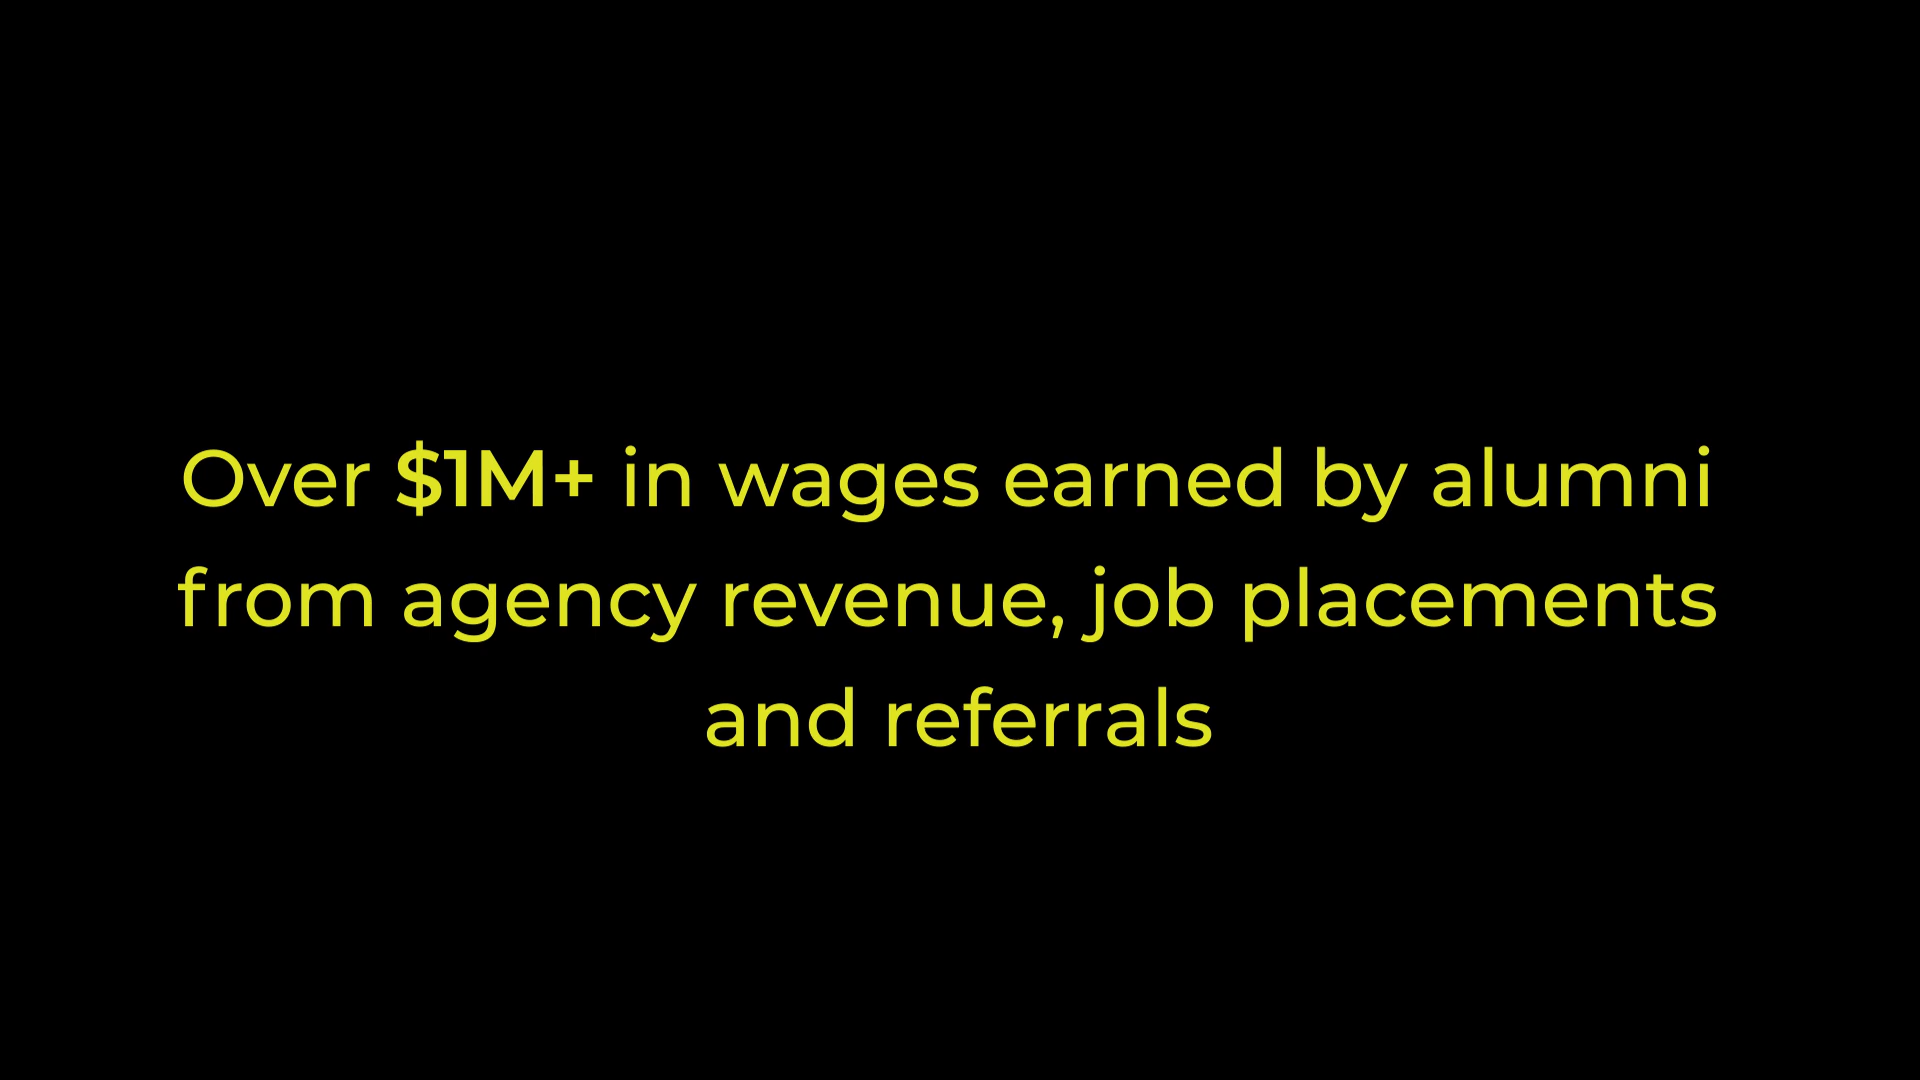 Over $1M+ in wages earned by alumni
from agency revenue, job placements
and referrals